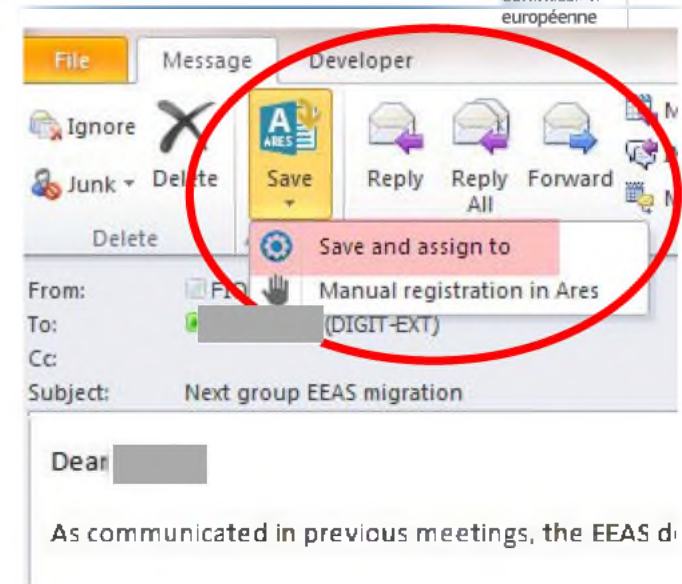 européenne
File Message Developer
Ignore
Junk Delete
A
ARES
Save Reply Reply All Forward
Delete
Save and assign to
Manual registration in Ares
From:
To: (DIGIT-EXT)
Cc:
Subject: Next group EEAS migration
Dear
As communicated in previous meetings, the EEAS